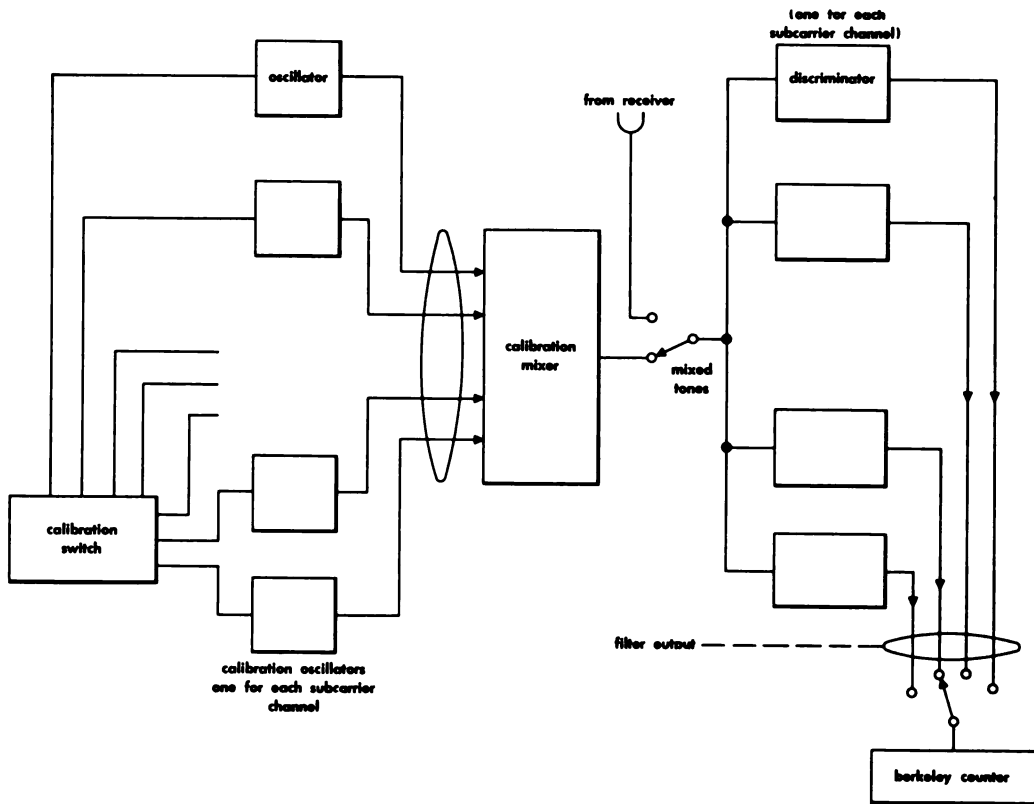 (one for each
subcarrier channel)
oscillator
discriminator
from receiver
calibration
mixer
mixed
tones
calibration
switch
filter output
calibration oscillators
one for each subcarrier
channel
berkeley counter